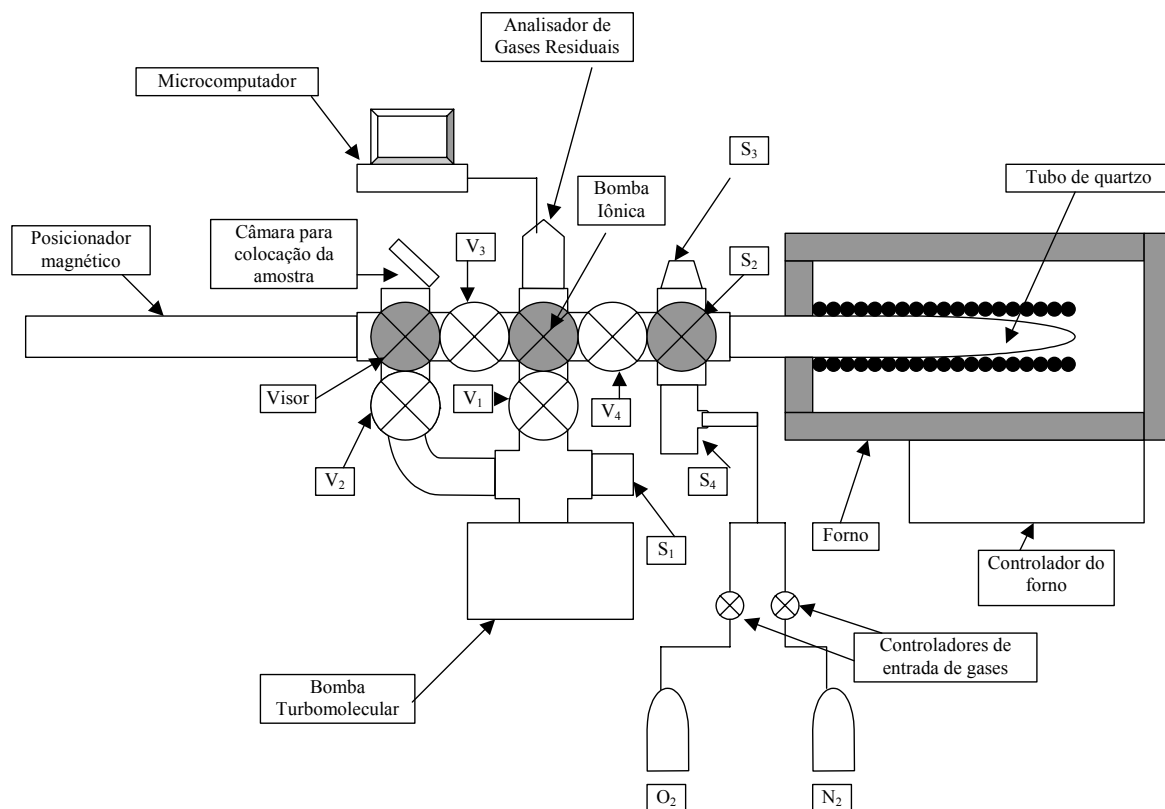 Analisador de
Gases Residuais
Microcomputador
S3
Bomba
Iônica
Tubo de quartzo
Posicionador
magnético
Câmara para
colocação da
amostra
V3
S2
Visor
V1
V4
V2
S4
S1
Forno
Controlador do
forno
Controladores de
entrada de gases
Bomba
Turbomolecular
O2
N2